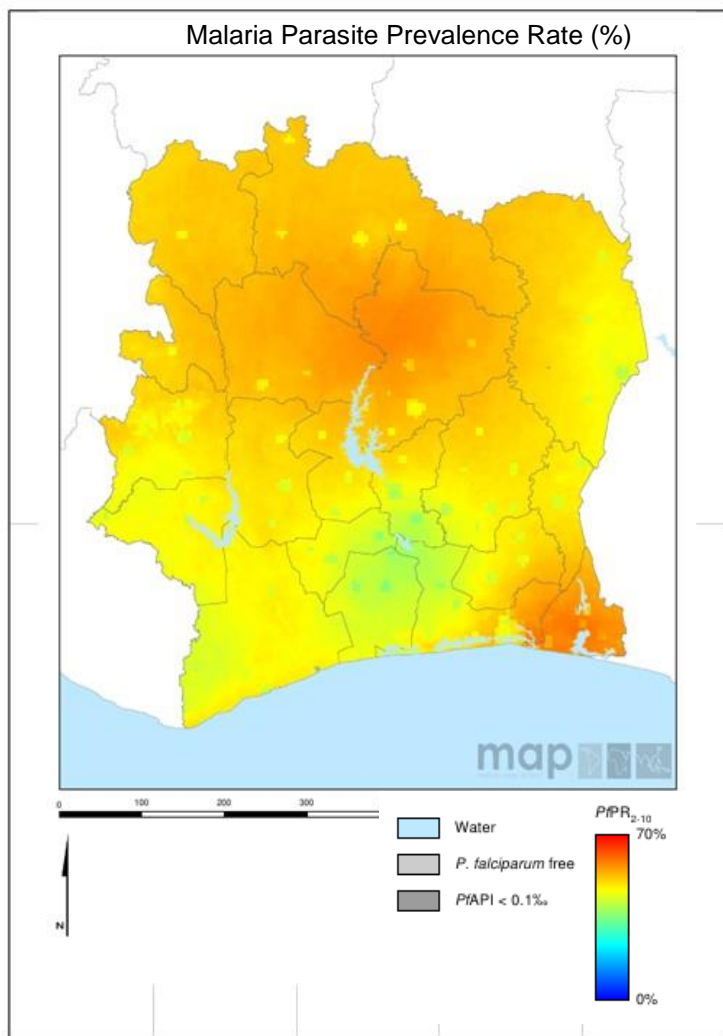 Malaria Parasite Prevalence Rate (%)
map
0 100 200 300
N
Water
P. falciparum free
PfAPI < 0.1‰
PfPR2-10
70%
0%